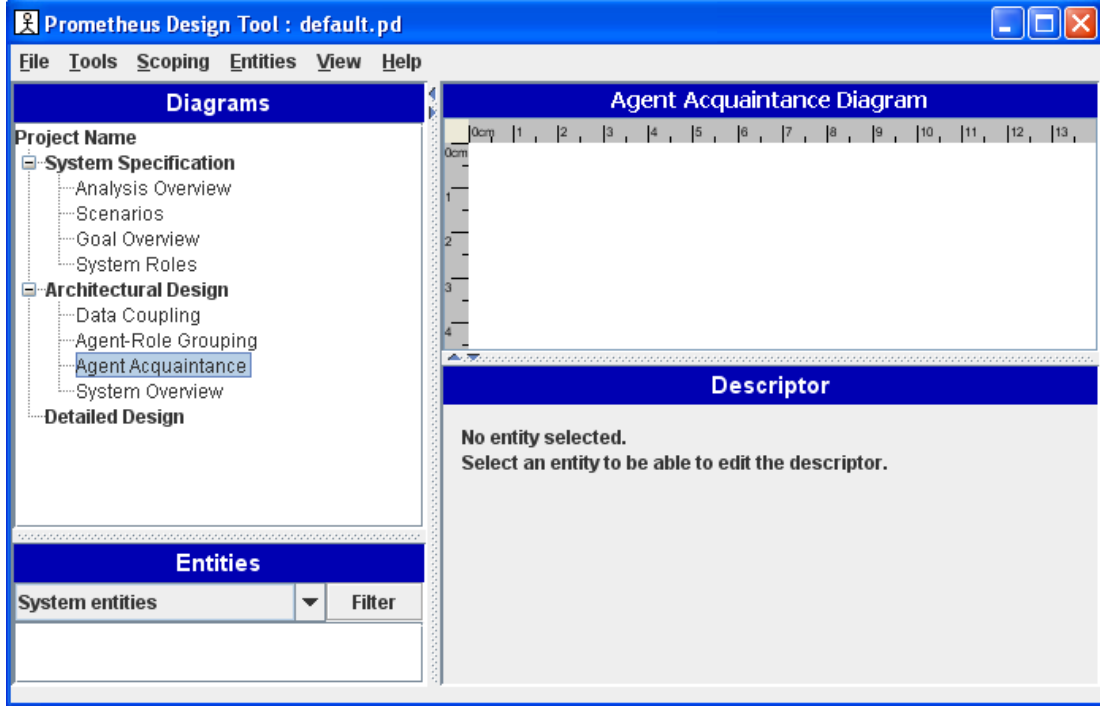 Prometheus Design Tool : default.pd
File Tools Scoping Entities View Help
Diagrams
Project Name
System Specification
Analysis Overview
Scenarios
Goal Overview
System Roles
Architectural Design
Data Coupling
Agent-Role Grouping
Agent Acquaintance
System Overview
Detailed Design
Entities
System entities
Filter
Agent Acquaintance Diagram
0cm 1 2 3 4 5 6 7 8 9 10 11 12 13
0cm
1
2
3
4
Descriptor
No entity selected.
Select an entity to be able to edit the descriptor.